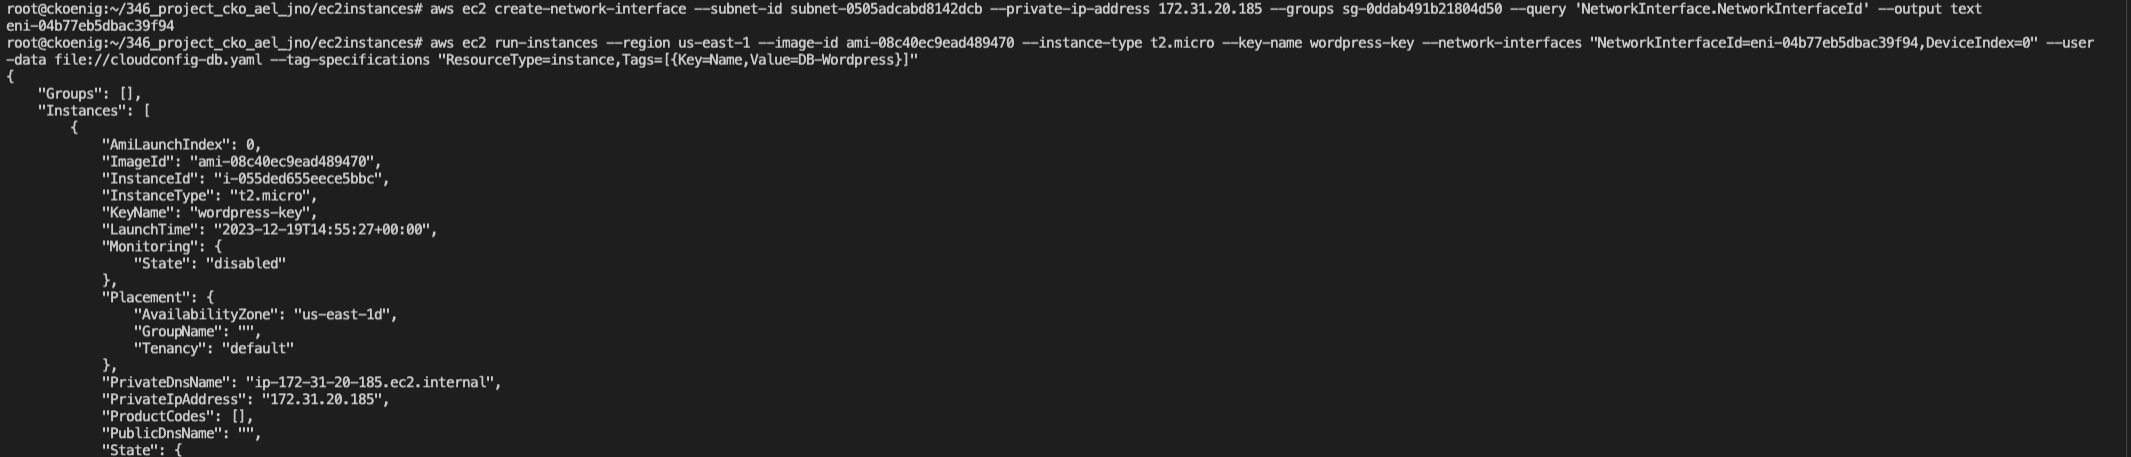 root@ckoenig:~/346_project_cko_ael_jno/ec2instances# aws ec2 create-network-interface --subnet-id subnet-0505adcabd8142dcb --private-ip-address 172.31.20.185 --groups sg-0ddab491b21804d50 --query 'NetworkInterface.NetworkInterfaceId' --output text
eni-04b77eb5dbac39f94
root@ckoenig:~/346_project_cko_ael_jno/ec2instances# aws ec2 run-instances --region us-east-1 --image-id ami-08c40ec9ead489470 --instance-type t2.micro --key-name wordpress-key --network-interfaces "NetworkInterfaceId=eni-04b77eb5dbac39f94,DeviceIndex=0" --user
-data file://cloudconfig-db.yaml --tag-specifications "ResourceType=instance,Tags=[{Key=Name,Value=DB-Wordpress}]"
{
    "Groups": [],
    "Instances": [
        {
            "AmiLaunchIndex": 0,
            "ImageId": "ami-08c40ec9ead489470",
            "InstanceId": "i-055ded655eece5bbc",
            "InstanceType": "t2.micro",
            "KeyName": "wordpress-key",
            "LaunchTime": "2023-12-19T14:55:27+00:00",
            "Monitoring": {
                "State": "disabled"
            },
            "Placement": {
                "AvailabilityZone": "us-east-1d",
                "GroupName": "",
                "Tenancy": "default"
            },
            "PrivateDnsName": "ip-172-31-20-185.ec2.internal",
            "PrivateIpAddress": "172.31.20.185",
            "ProductCodes": [],
            "PublicDnsName": "",
            "State": {